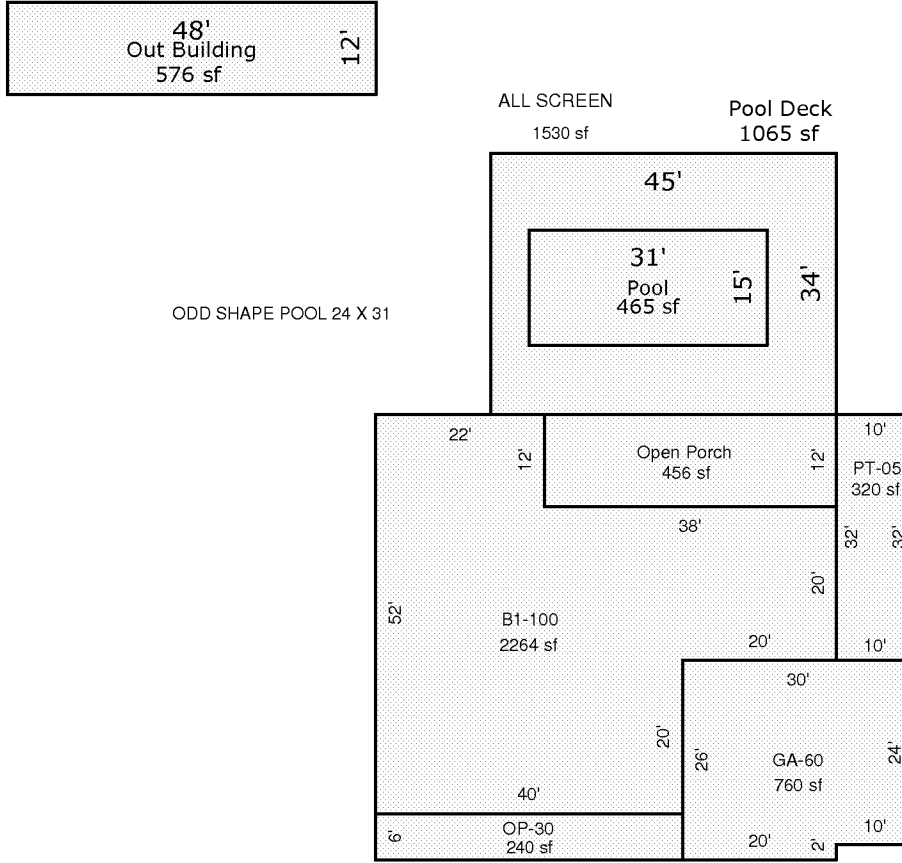 48'
Out Building
576 sf
12'
ALL SCREEN
1530 sf
Pool Deck
1065 sf
45'
31'
Pool
465 sf
15'
34'
ODD SHAPE POOL 24 X 31
22'
12'
Open Porch
456 sf
12'
10'
PT-05
320 sf
38'
32'
32'
20'
52'
B1-100
2264 sf
20'
10'
30'
20'
26'
GA-60
760 sf
24'
40'
6'
OP-30
240 sf
20'
2'
10'